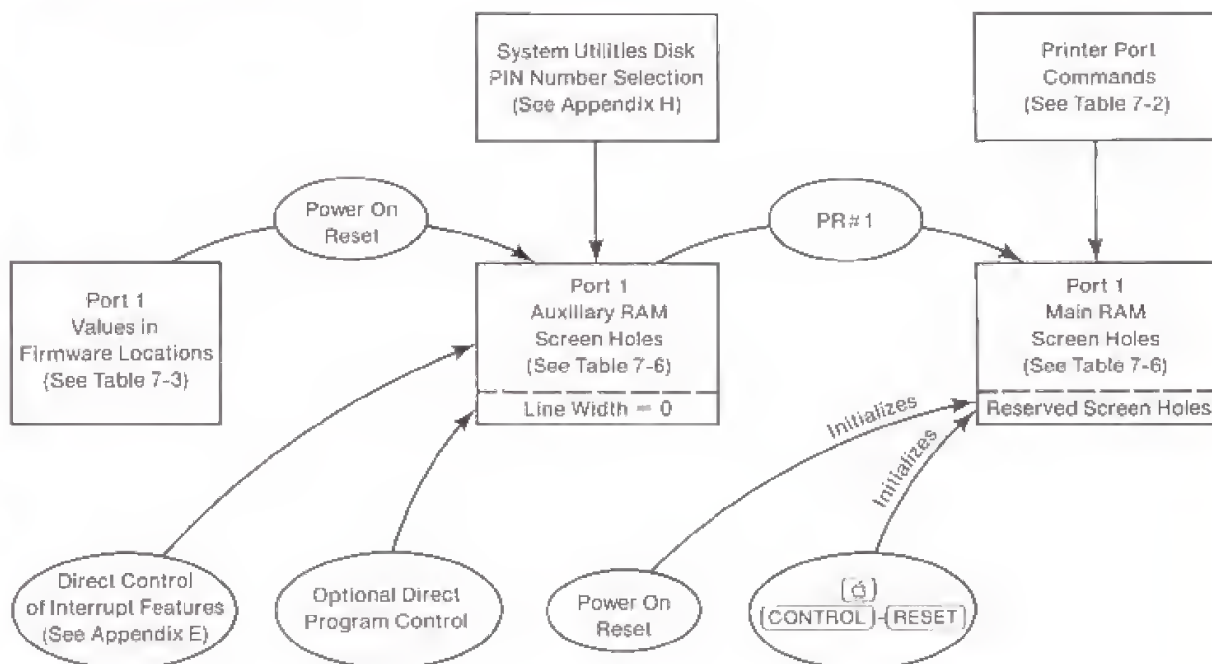 System Utilities Disk
PIN Number Selection
(See Appendix H)
Printer Port
Commands
(See Table 7-2)
Power On
Reset
PR#1
Port 1
Values in
Firmware Locations
(See Table 7-3)
Port 1
Auxiliary RAM
Screen Holes
(See Table 7-6)
Line Width = 0
Port 1
Main RAM
Screen Holes
(See Table 7-6)
Reserved Screen Holes
Initializes
Initializes
Direct Control
of Interrupt Features
(See Appendix E)
Optional Direct
Program Control
Power On
Reset
CONTROL-RESET